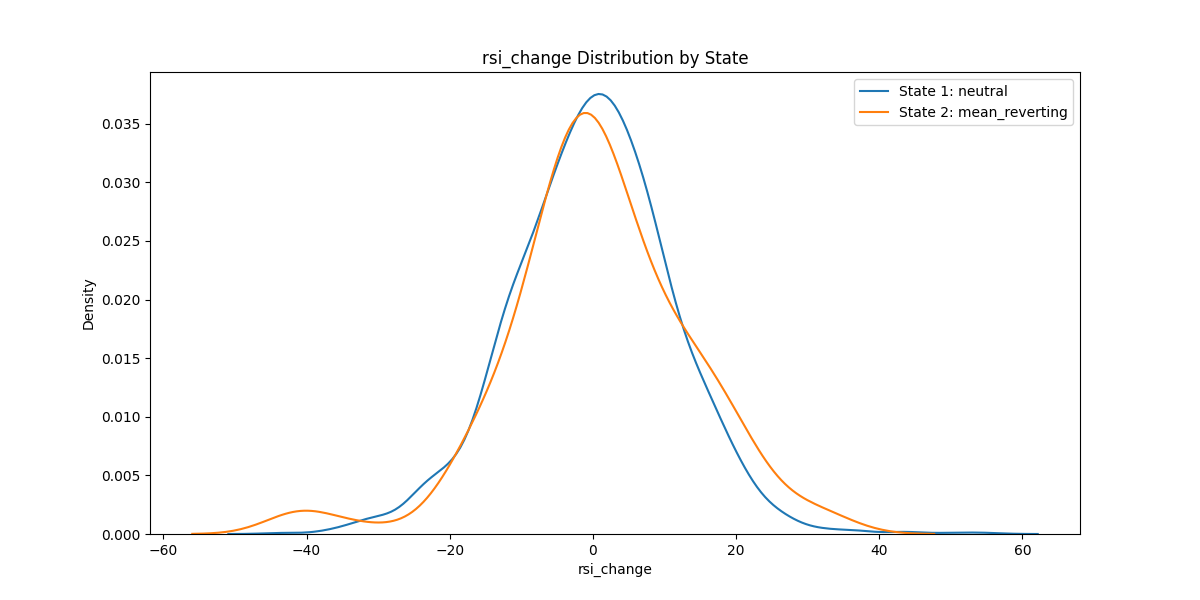 rsi_change Distribution by State
State 1: neutral
State 2: mean_reverting
Density
0.035
0.030
0.025
0.020
0.015
0.010
0.005
0.000
−60 −40 −20 0 20 40 60
rsi_change